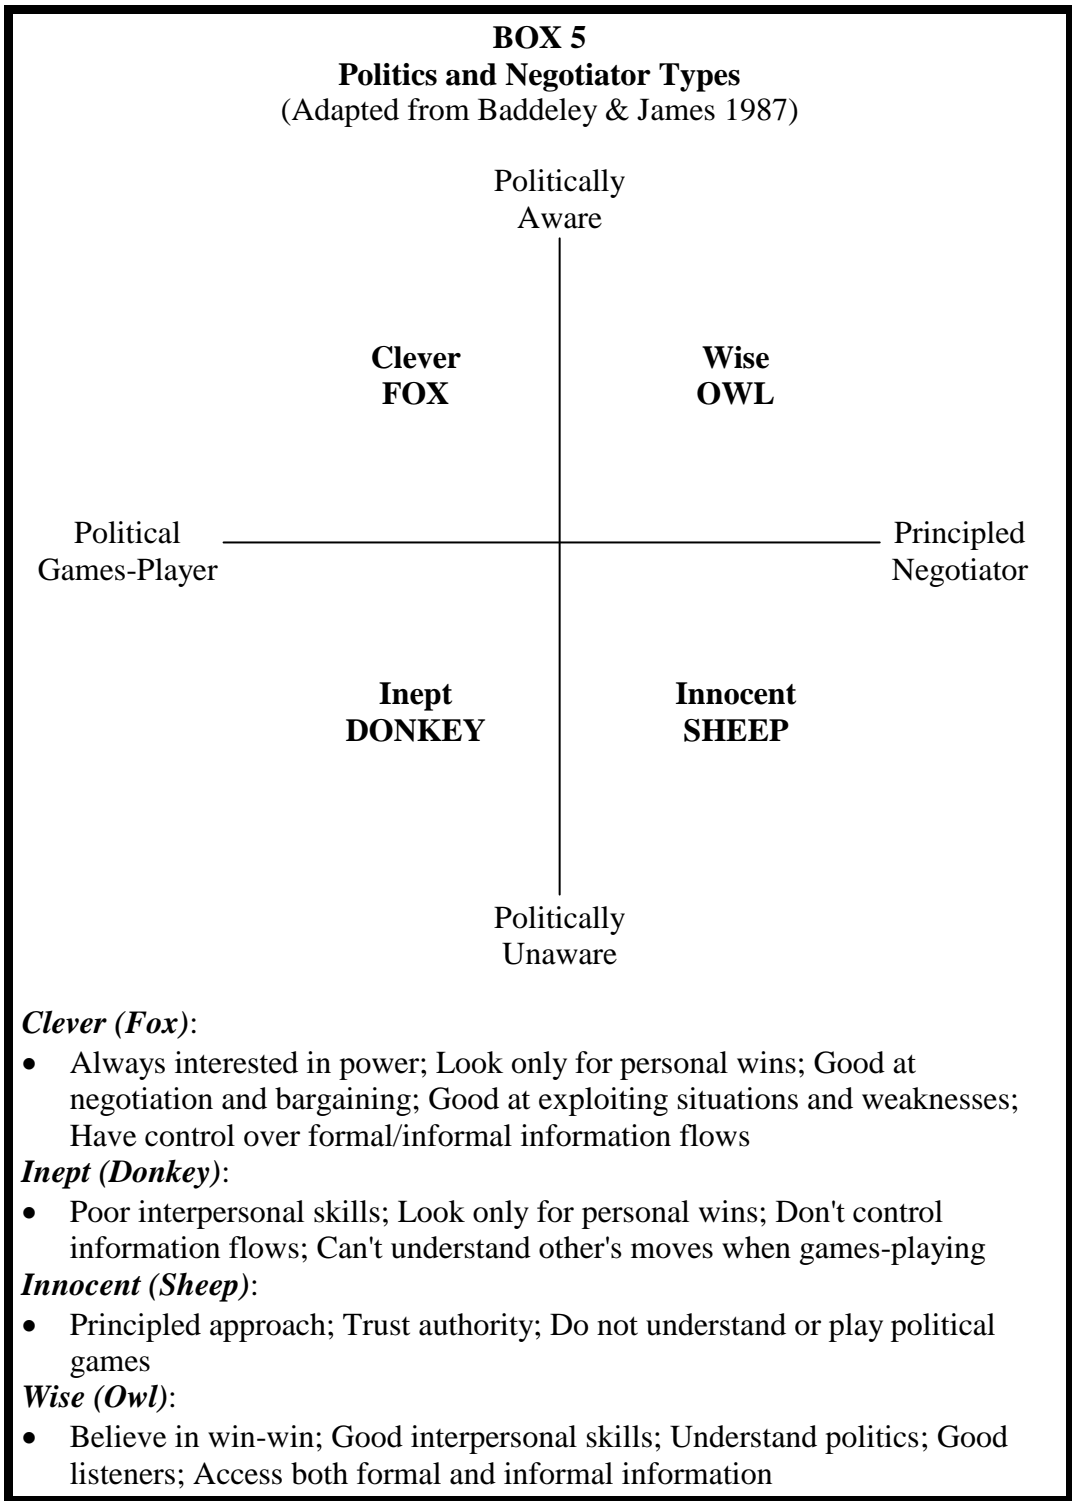 BOX 5
Politics and Negotiator Types
(Adapted from Baddeley & James 1987)
Politically
Aware
Clever
FOX
Wise
OWL
Political
Games-Player
Principled
Negotiator
Inept
DONKEY
Innocent
SHEEP
Politically
Unaware
Clever (Fox):
• Always interested in power; Look only for personal wins; Good at
negotiation and bargaining; Good at exploiting situations and weaknesses;
Have control over formal/informal information flows
Inept (Donkey):
• Poor interpersonal skills; Look only for personal wins; Don't control
information flows; Can't understand other's moves when games-playing
Innocent (Sheep):
• Principled approach; Trust authority; Do not understand or play political
games
Wise (Owl):
• Believe in win-win; Good interpersonal skills; Understand politics; Good
listeners; Access both formal and informal information